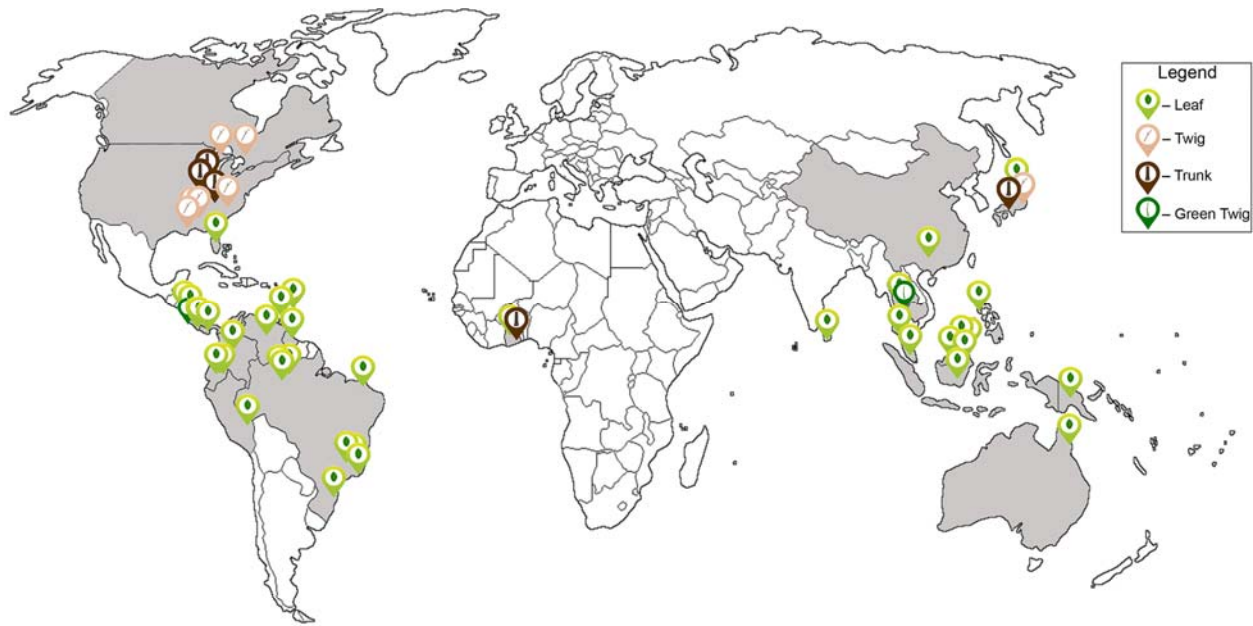 Legend
– Leaf
– Twig
– Trunk
– Green Twig